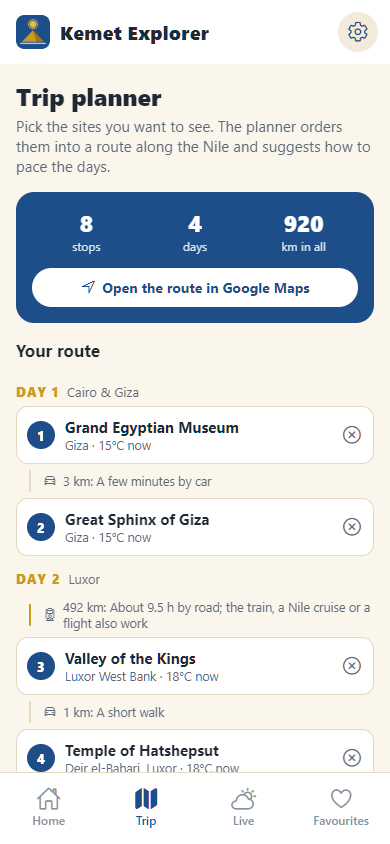 Kemet Explorer
Trip planner
Pick the sites you want to see. The planner orders
them into a route along the Nile and suggests how to
pace the days.
8
stops
4
days
920
km in all
Open the route in Google Maps
Your route
DAY 1 Cairo & Giza
1
Grand Egyptian Museum
Giza · 15°C now
3 km: A few minutes by car
2
Great Sphinx of Giza
Giza · 15°C now
DAY 2 Luxor
492 km: About 9.5 h by road; the train, a Nile cruise or a
flight also work
3
Valley of the Kings
Luxor West Bank · 18°C now
1 km: A short walk
4
Temple of Hatshepsut
Deir el-Bahari, Luxor · 18°C now
Home
Trip
Live
Favourites